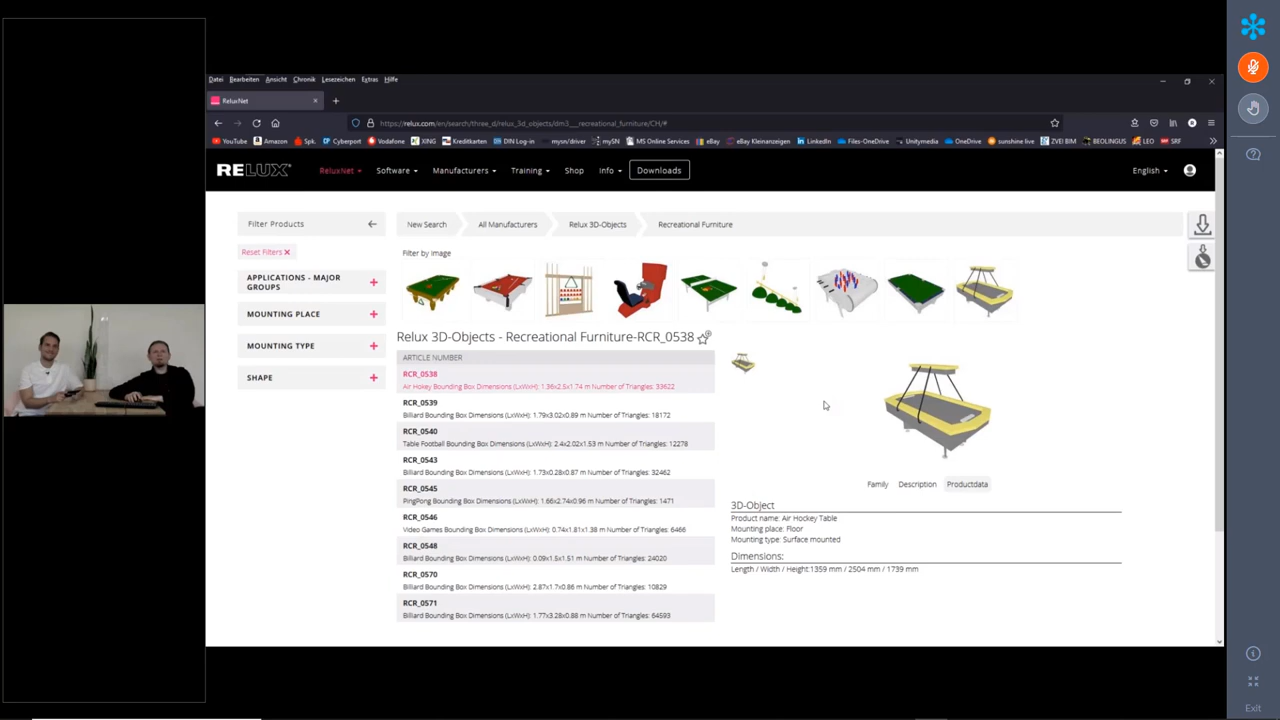 Datei Bearbeiten Ansicht Chronik Lesezeichen Extras Hilfe
ReluxNet
https://relux.com/en/search/three_d/relux_3d_objects/dm3___recreational_furniture/CH/#
YouTube Amazon Spk. Cyberport Vodafone XING Kreditkarten DIN Log-in mysn/driver mySN MS Online Services ebay eBay Kleinanzeigen LinkedIn Files-OneDrive Unitymedia OneDrive sunshine live ZVEI BIM BEOLINGUS LEO SRF
RELUX ReluxNet Software Manufacturers Training Shop Info Downloads English
Filter Products
New Search All Manufacturers Relux 3D-Objects Recreational Furniture
Reset Filters
Filter by image
APPLICATIONS - MAJOR
GROUPS
MOUNTING PLACE
MOUNTING TYPE
SHAPE
Relux 3D-Objects - Recreational Furniture-RCR_0538
ARTICLE NUMBER
RCR_0538
Air Hokey Bounding Box Dimensions (LxWxH): 1.36x2.5x1.74 m Number of Triangles: 33622
RCR_0539
Billiard Bounding Box Dimensions (LxWxH): 1.79x3.02x0.89 m Number of Triangles: 18172
RCR_0540
Table Football Bounding Box Dimensions (LxWxH): 2.4x2.02x1.53 m Number of Triangles: 12278
RCR_0543
Billiard Bounding Box Dimensions (LxWxH): 1.73x0.28x0.87 m Number of Triangles: 32462
RCR_0545
PingPong Bounding Box Dimensions (LxWxH): 1.66x2.74x0.96 m Number of Triangles: 1471
RCR_0546
Video Games Bounding Box Dimensions (LxWxH): 0.74x1.81x1.38 m Number of Triangles: 6466
RCR_0548
Billiard Bounding Box Dimensions (LxWxH): 0.09x1.5x1.51 m Number of Triangles: 24020
RCR_0570
Billiard Bounding Box Dimensions (LxWxH): 2.87x1.7x0.86 m Number of Triangles: 10829
RCR_0571
Billiard Bounding Box Dimensions (LxWxH): 1.77x3.28x0.88 m Number of Triangles: 64593
Family Description Productdata
3D-Object
Product name: Air Hockey Table
Mounting place: Floor
Mounting type: Surface mounted
Dimensions:
Length / Width / Height:1359 mm / 2504 mm / 1739 mm
Exit